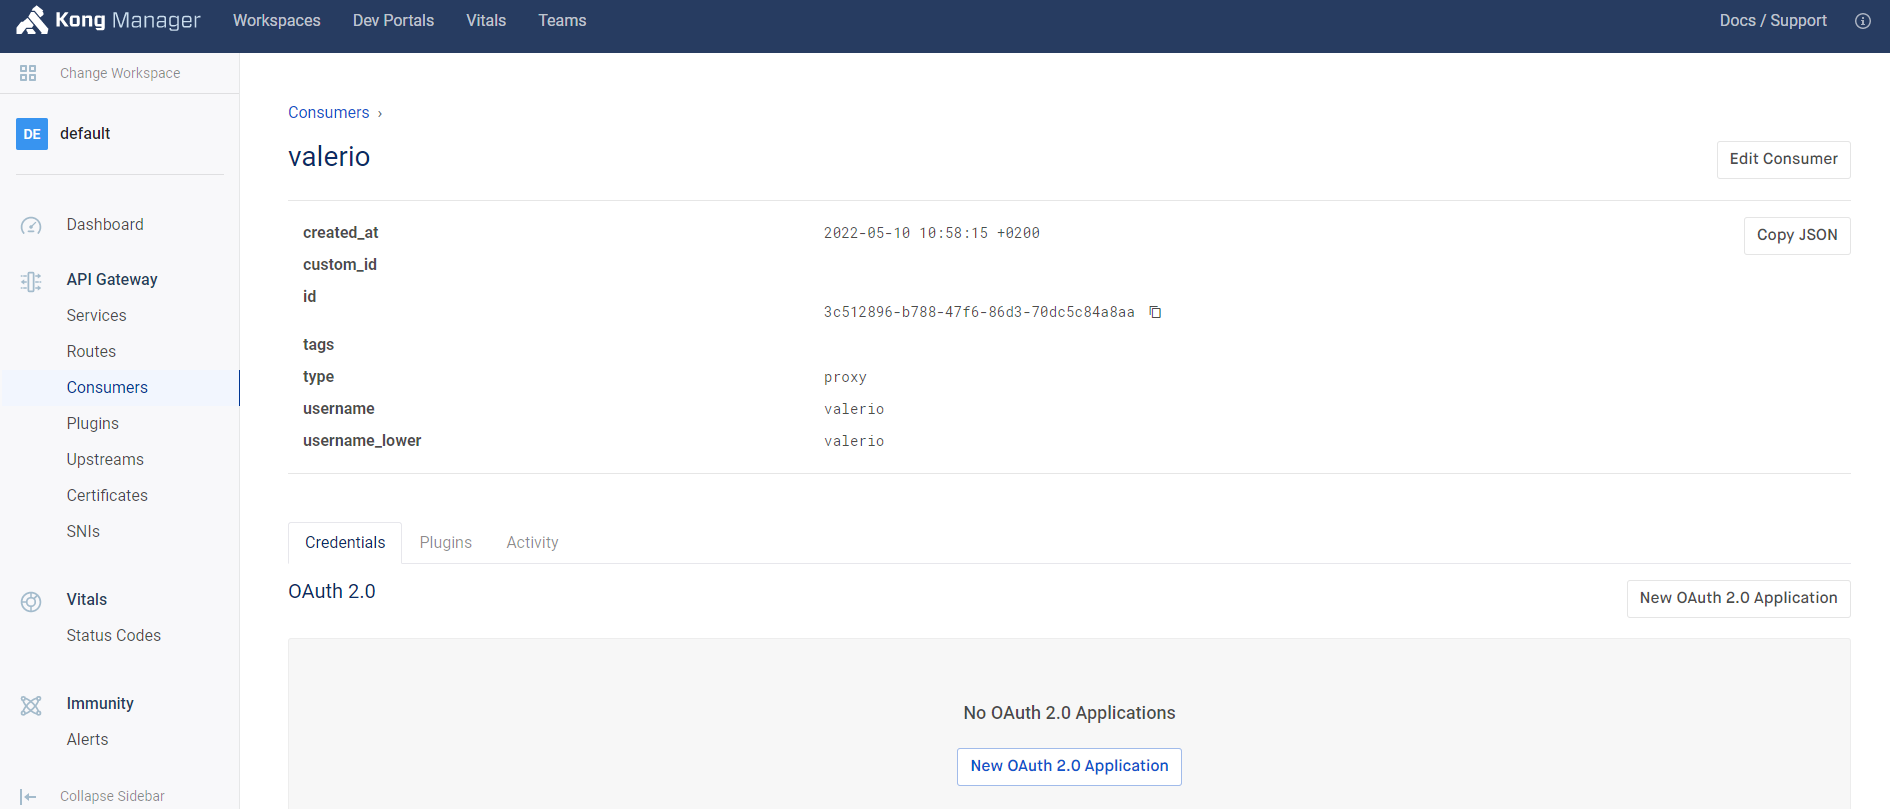 Kong Manager Workspaces Dev Portals Vitals Teams Docs / Support
Change Workspace
DE default
Dashboard
API Gateway
Services
Routes
Consumers
Plugins
Upstreams
Certificates
SNIs
Vitals
Status Codes
Immunity
Alerts
Collapse Sidebar
Consumers ›
valerio
Edit Consumer
created_at 2022-05-10 10:58:15 +0200
Copy JSON
custom_id
id
3c512896-b788-47f6-86d3-70dc5c84a8aa
tags
type proxy
username valerio
username_lower valerio
Credentials Plugins Activity
OAuth 2.0
New OAuth 2.0 Application
No OAuth 2.0 Applications
New OAuth 2.0 Application